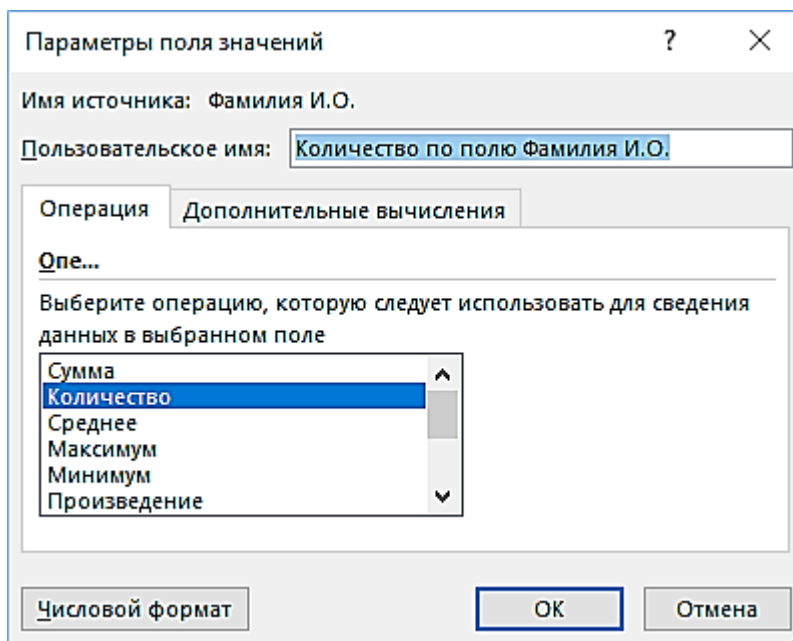 Параметры поля значений ?
Имя источника: Фамилия И.О.
Пользовательское имя: Количество по полю Фамилия И.О.
Операция Дополнительные вычисления
Опе...
Выберите операцию, которую следует использовать для сведения
данных в выбранном поле
Сумма
Количество
Среднее
Максимум
Минимум
Произведение
Числовой формат ОК Отмена